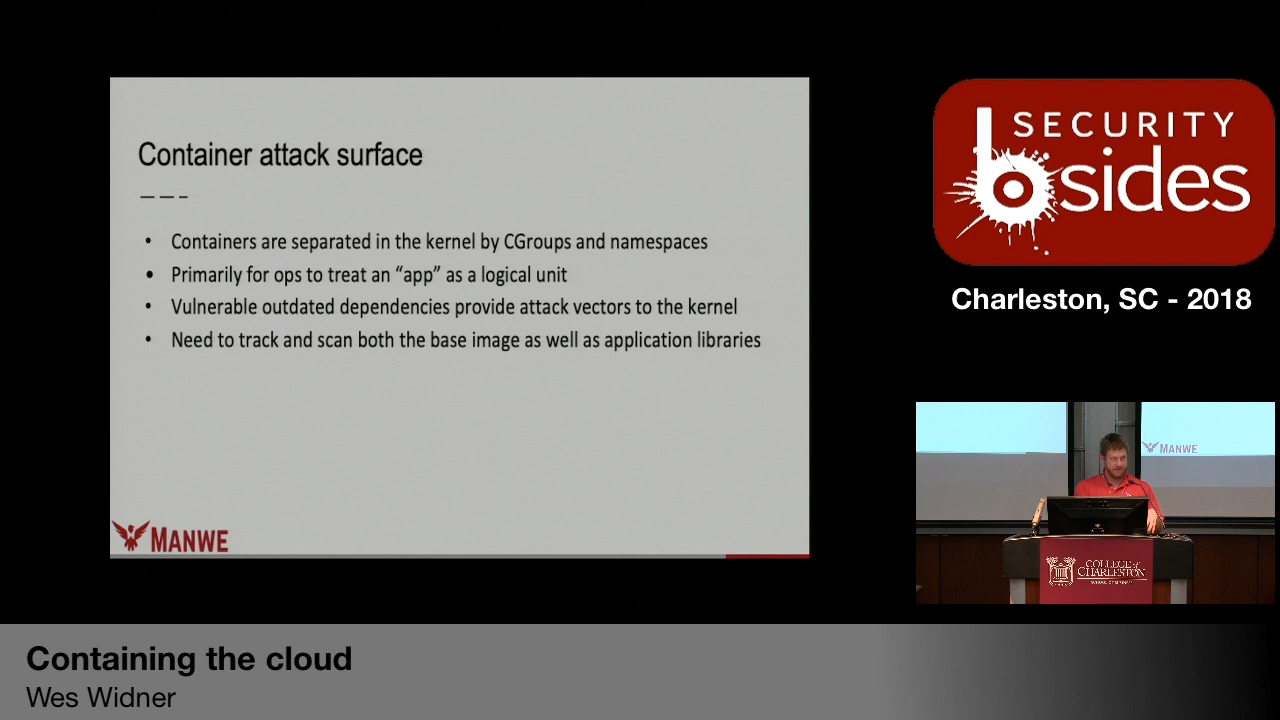 Container attack surface
• Containers are separated in the kernel by CGroups and namespaces
• Primarily for ops to treat an “app” as a logical unit
• Vulnerable outdated dependencies provide attack vectors to the kernel
• Need to track and scan both the base image as well as application libraries
MANWE
SECURITY
bsides
Charleston, SC - 2018
MANWE
COLLEGE of
CHARLESTON
Containing the cloud
Wes Widner